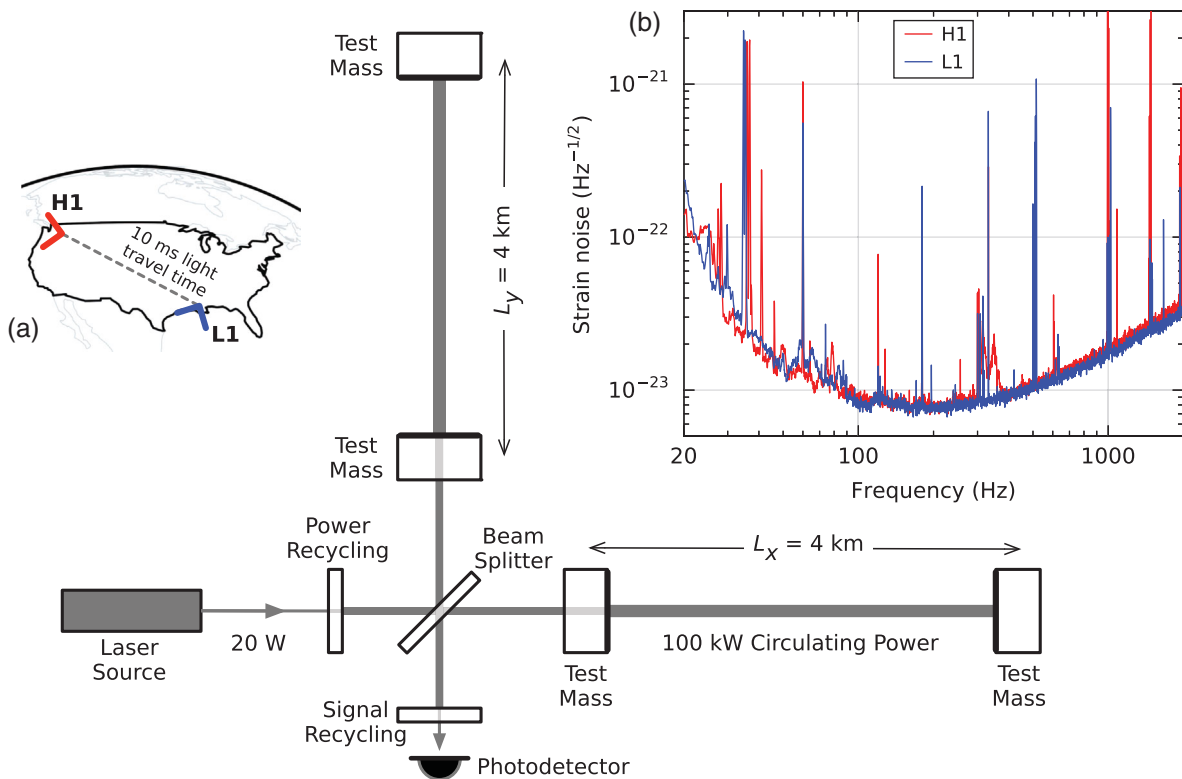 (b)
H1
L1
10⁻²¹
10⁻²²
10⁻²³
Strain noise (Hz⁻¹/²)
20
100
1000
Frequency (Hz)
Test
Mass
L_y = 4 km
H1
10 ms light
travel time
L1
(a)
Test
Mass
Power
Recycling
Beam
Splitter
L_x = 4 km
Laser
Source
20 W
100 kW Circulating Power
Test
Mass
Test
Mass
Signal
Recycling
Photodetector